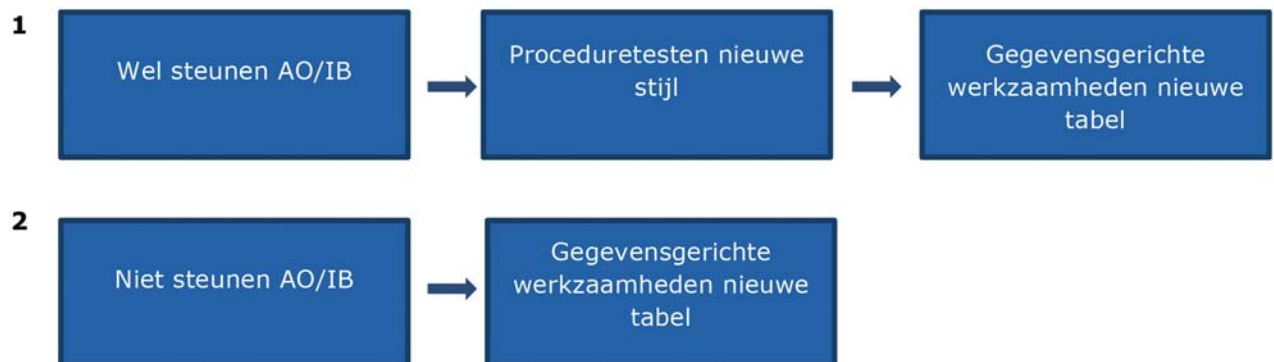 1
Wel steunen AO/IB
Proceduretesten nieuwe
stijl
Gegevensgerichte
werkzaamheden nieuwe
tabel
2
Niet steunen AO/IB
Gegevensgerichte
werkzaamheden nieuwe
tabel